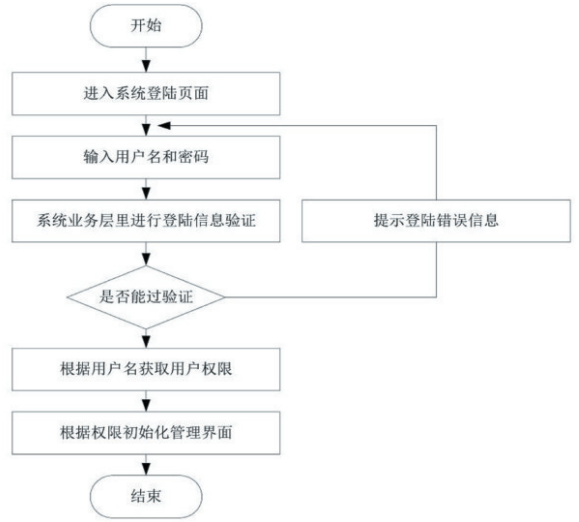 开始
进入系统登陆页面
输入用户名和密码
系统业务层里进行登陆信息验证
提示登陆错误信息
是否能过验证
根据用户名获取用户权限
根据权限初始化管理界面
结束